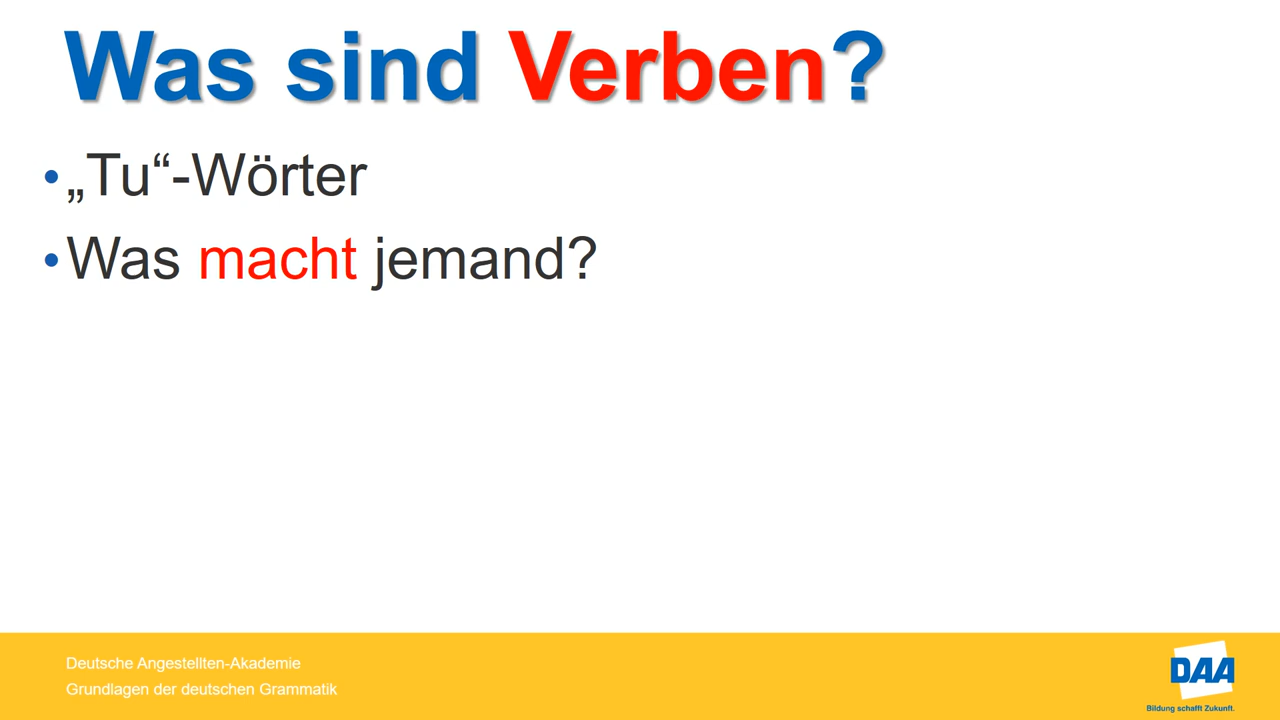 Was sind Verben?
• „Tu“-Wörter
• Was macht jemand?
Deutsche Angestellten-Akademie
Grundlagen der deutschen Grammatik
DAA
Bildung schafft Zukunft.